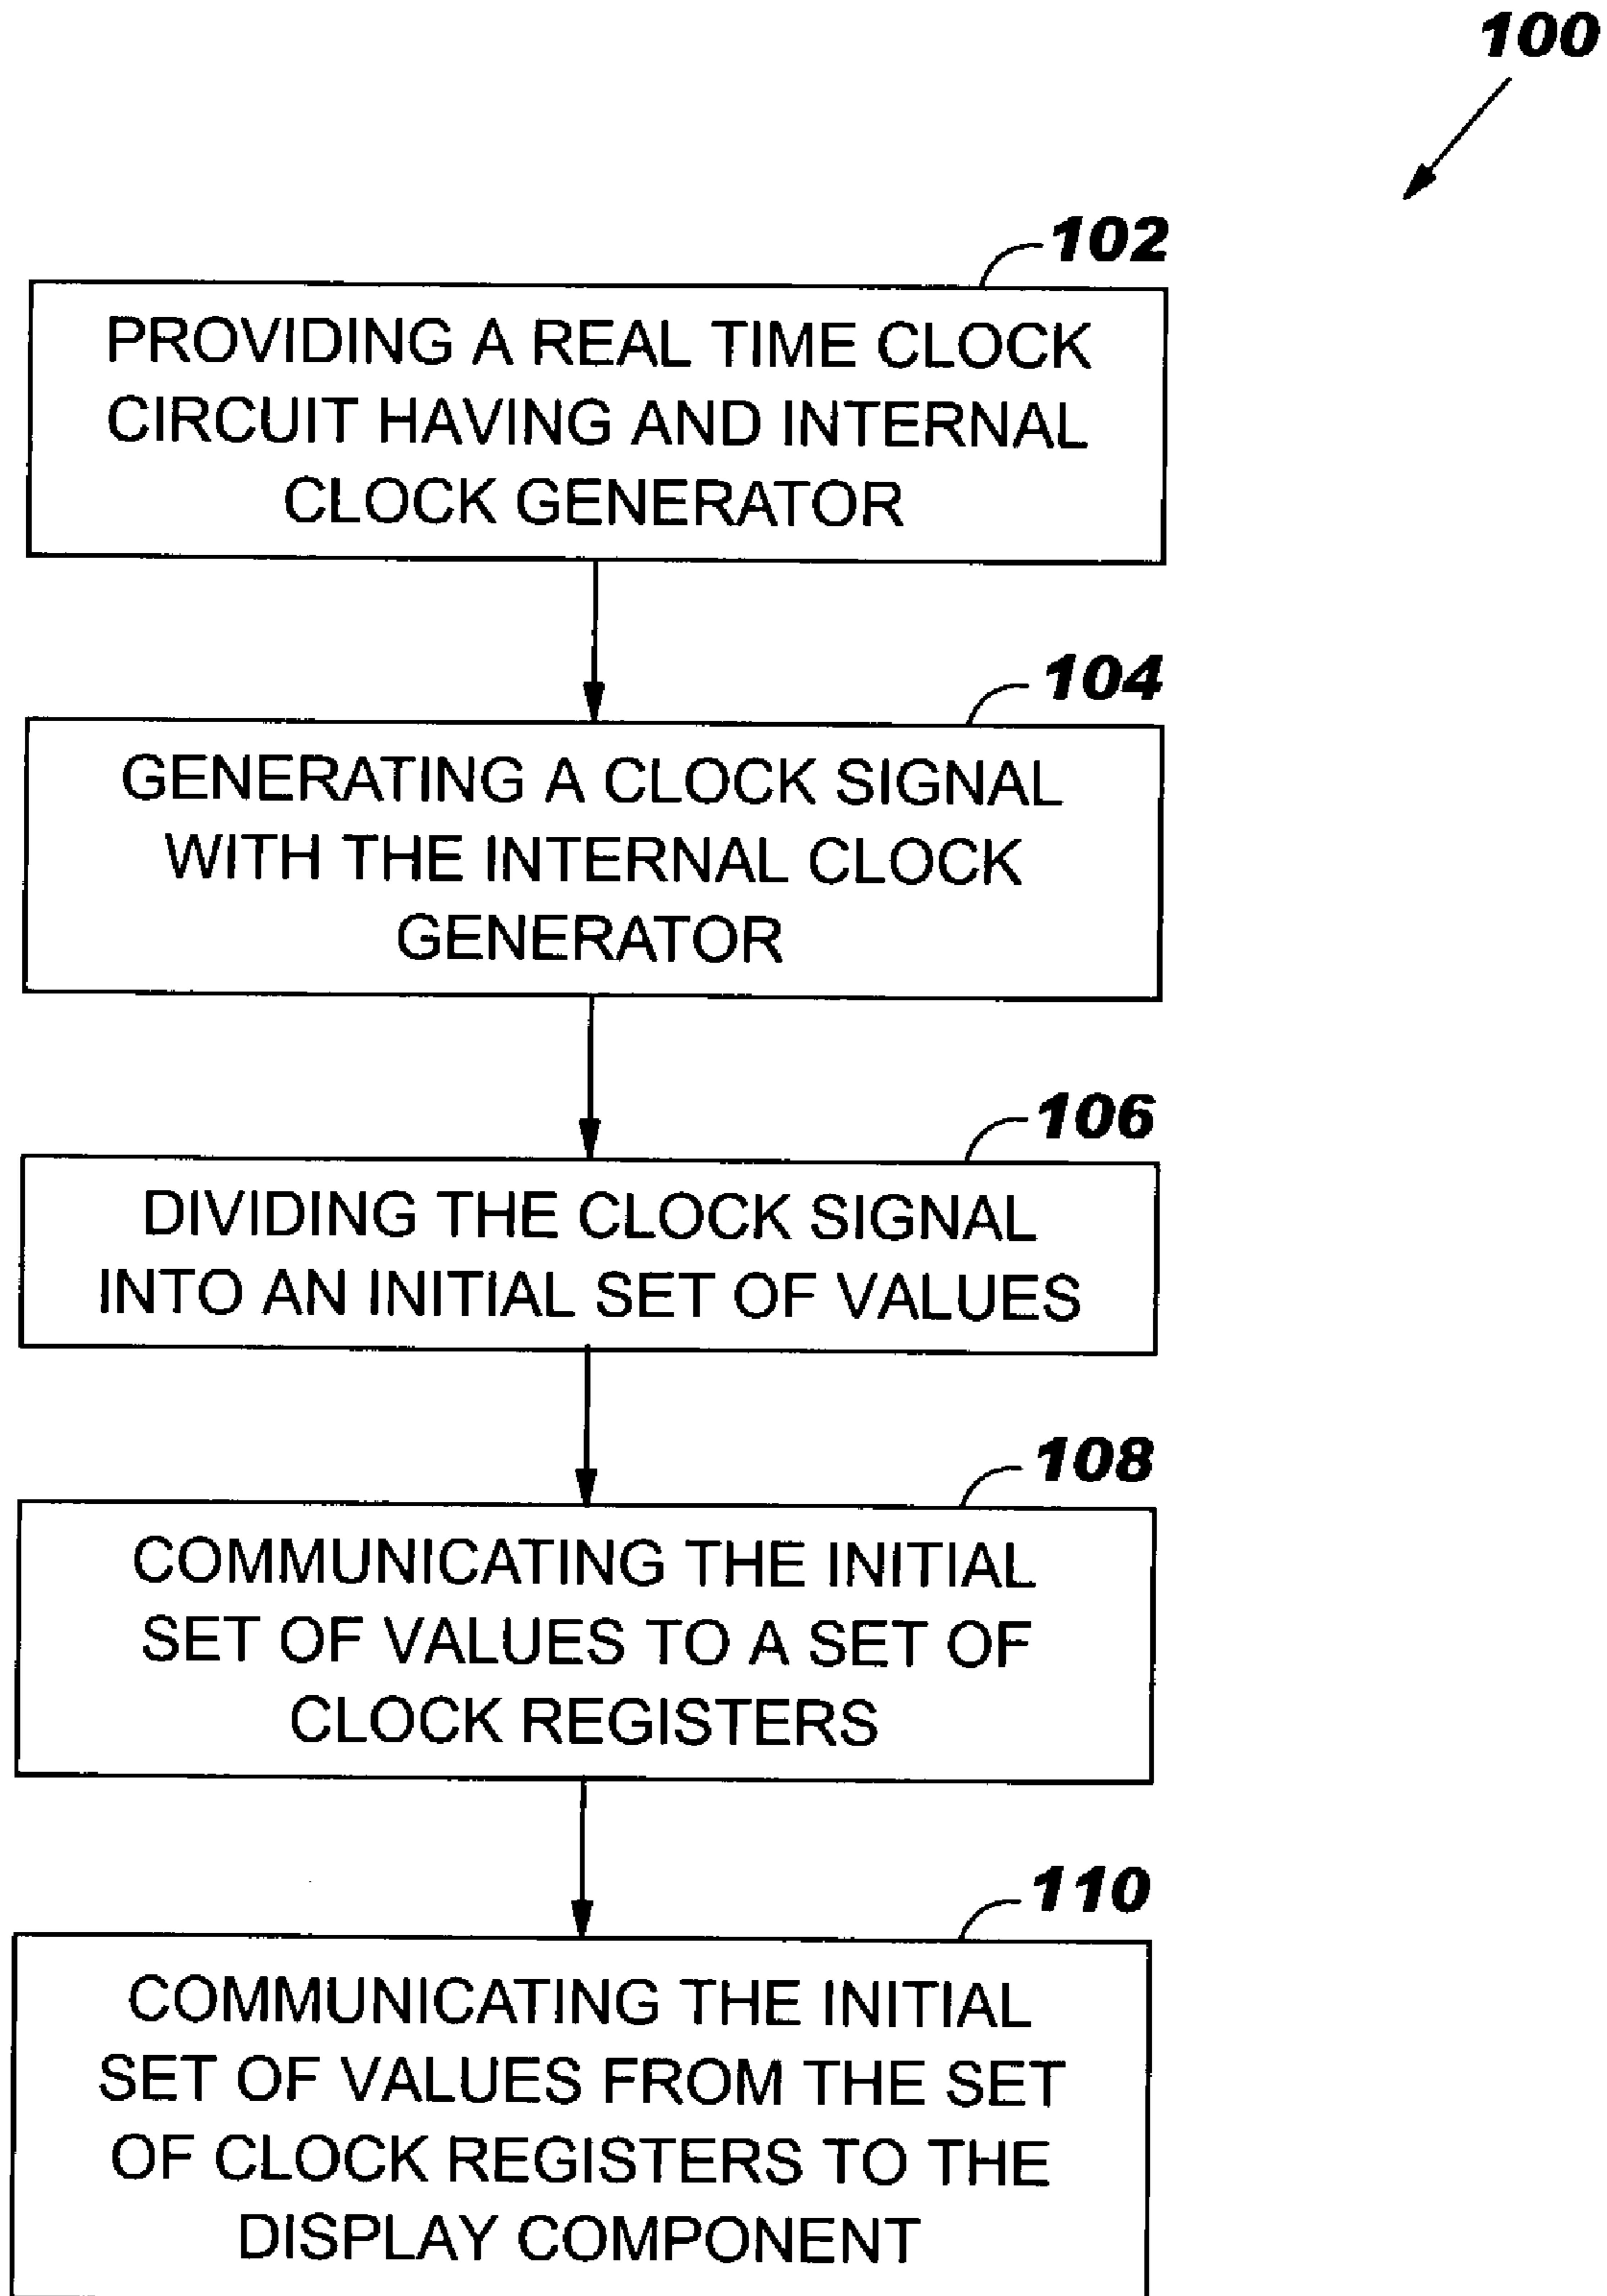 100
102
PROVIDING A REAL TIME CLOCK
CIRCUIT HAVING AND INTERNAL
CLOCK GENERATOR
104
GENERATING A CLOCK SIGNAL
WITH THE INTERNAL CLOCK
GENERATOR
106
DIVIDING THE CLOCK SIGNAL
INTO AN INITIAL SET OF VALUES
108
COMMUNICATING THE INITIAL
SET OF VALUES TO A SET OF
CLOCK REGISTERS
110
COMMUNICATING THE INITIAL
SET OF VALUES FROM THE SET
OF CLOCK REGISTERS TO THE
DISPLAY COMPONENT